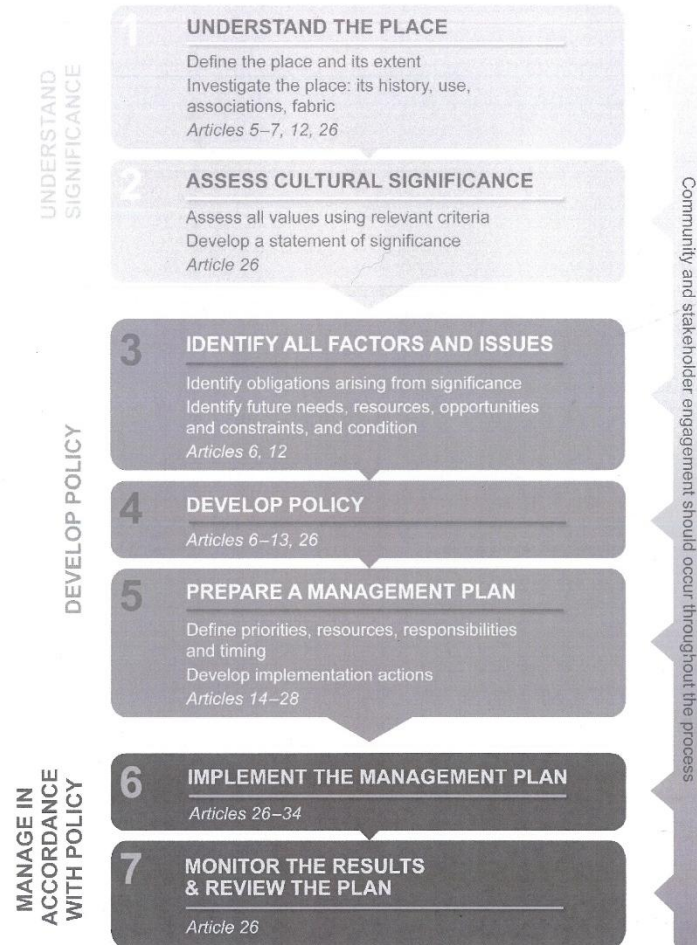 UNDERSTAND
SIGNIFICANCE
1
UNDERSTAND THE PLACE
Define the place and its extent
Investigate the place: its history, use,
associations, fabric
Articles 5–7, 12, 26
2
ASSESS CULTURAL SIGNIFICANCE
Assess all values using relevant criteria
Develop a statement of significance
Article 26
DEVELOP POLICY
3
IDENTIFY ALL FACTORS AND ISSUES
Identify obligations arising from significance
Identify future needs, resources, opportunities
and constraints, and condition
Articles 6, 12
4
DEVELOP POLICY
Articles 6–13, 26
5
PREPARE A MANAGEMENT PLAN
Define priorities, resources, responsibilities
and timing
Develop implementation actions
Articles 14–28
MANAGE IN
ACCORDANCE
WITH POLICY
6
IMPLEMENT THE MANAGEMENT PLAN
Articles 26–34
7
MONITOR THE RESULTS
& REVIEW THE PLAN
Article 26
Community and stakeholder engagement should occur throughout the process